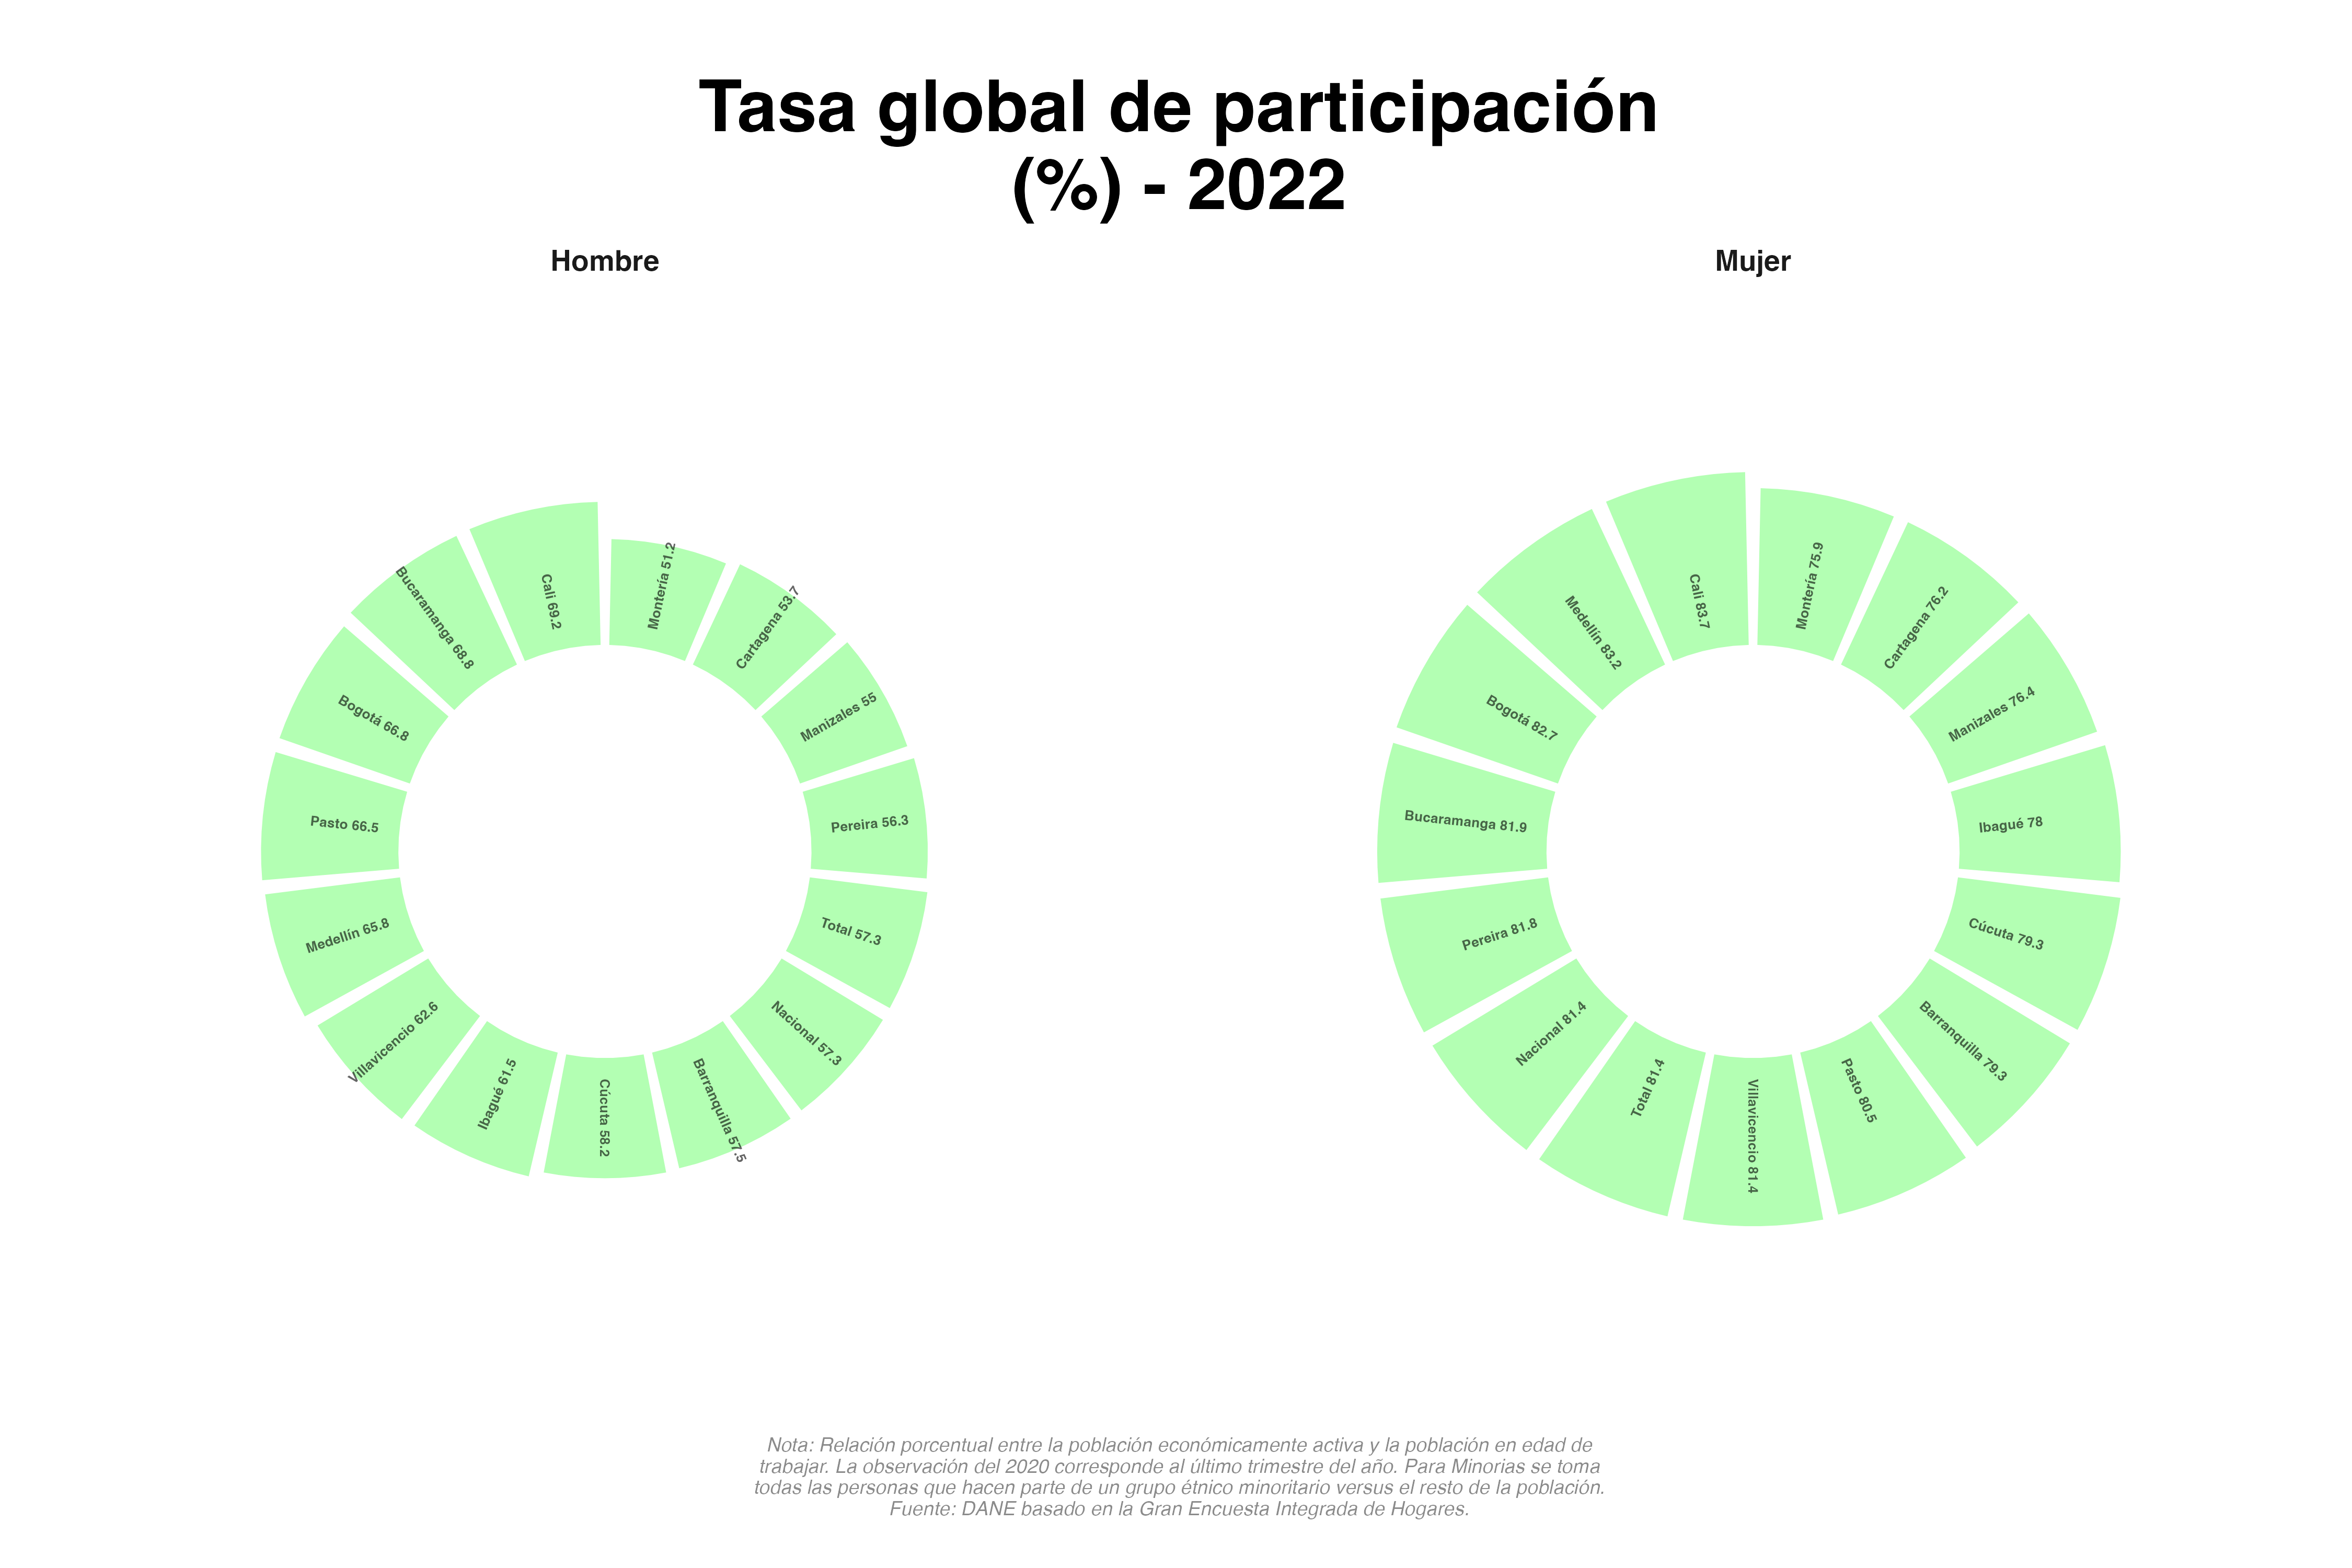 Tasa global de participación
(%) - 2022
Hombre
Montería 51.2
Cartagena 53.7
Manizales 55
Pereira 56.3
Total 57.3
Nacional 57.3
Barranquilla 57.5
Cúcuta 58.2
Ibagué 61.5
Villavicencio 62.6
Medellín 65.8
Pasto 66.5
Bogotá 66.8
Bucaramanga 68.8
Cali 69.2
Mujer
Montería 75.9
Cartagena 76.2
Manizales 76.4
Ibagué 78
Cúcuta 79.3
Barranquilla 79.3
Pasto 80.5
Villavicencio 81.4
Total 81.4
Nacional 81.4
Pereira 81.8
Bucaramanga 81.9
Bogotá 82.7
Medellín 83.2
Cali 83.7
Nota: Relación porcentual entre la población económicamente activa y la población en edad de
trabajar. La observación del 2020 corresponde al último trimestre del año. Para Minorias se toma
todas las personas que hacen parte de un grupo étnico minoritario versus el resto de la población.
Fuente: DANE basado en la Gran Encuesta Integrada de Hogares.